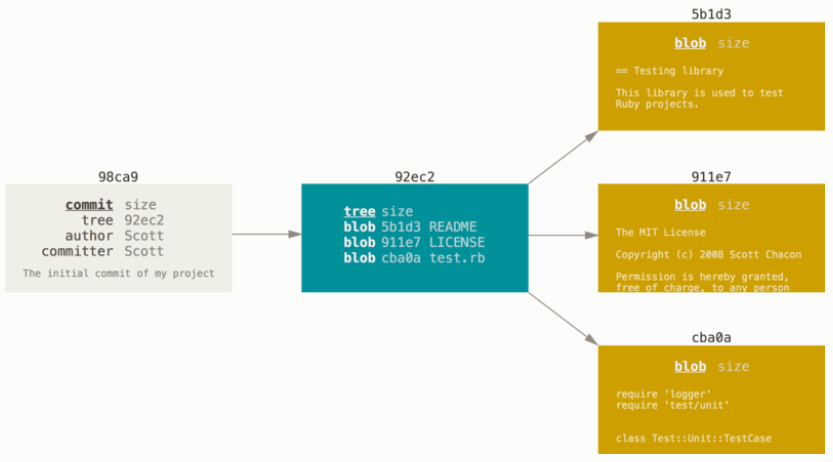 98ca9
commit size
tree 92ec2
author Scott
committer Scott
The initial commit of my project
92ec2
tree size
blob 5b1d3 README
blob 911e7 LICENSE
blob cba0a test.rb
5b1d3
blob size
== Testing library
This library is used to test
Ruby projects.
911e7
blob size
The MIT License
Copyright (c) 2008 Scott Chacon
Permission is hereby granted,
free of charge, to any person
cba0a
blob size
require 'logger'
require 'test/unit'
class Test::Unit::TestCase